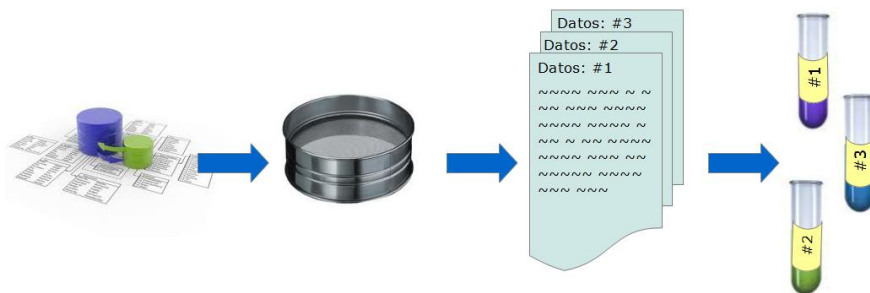 Datos: #3
Datos: #2
Datos: #1
~~~~ ~~~ ~ ~
~~ ~~~ ~~~~
~~~~ ~~~~ ~
~~ ~ ~~ ~~~~
~~~~ ~~~ ~~
~~~~~ ~~~~
~~~ ~~~
#1
#3
#2